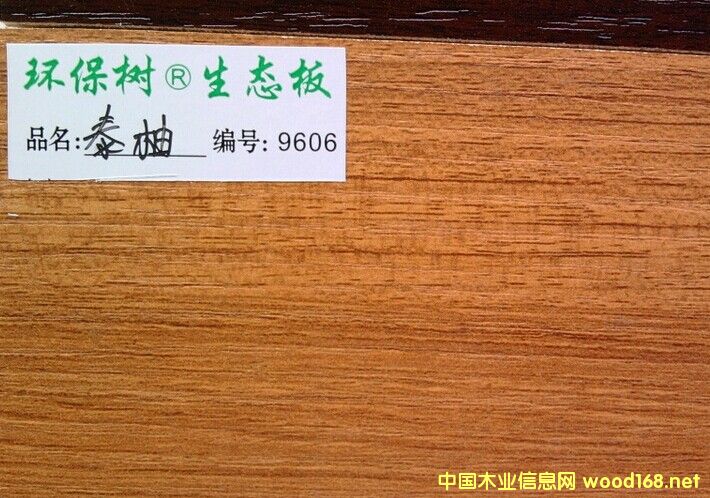 环保树®生态板
品名:泰柚 编号:9606
中国木业信息网 wood168.net